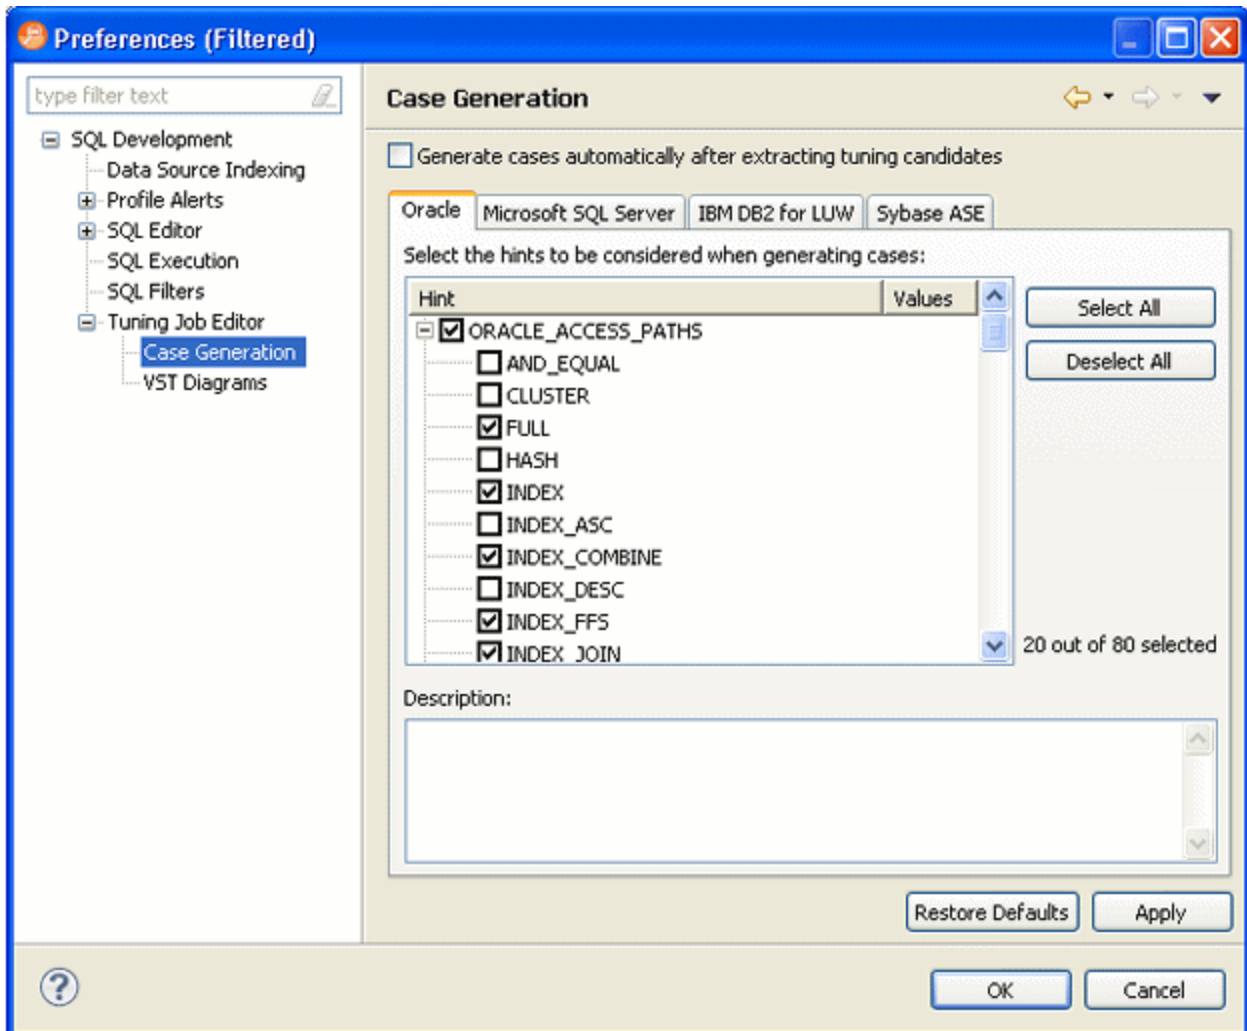 Preferences (Filtered)
type filter text
SQL Development
Data Source Indexing
Profile Alerts
SQL Editor
SQL Execution
SQL Filters
Tuning Job Editor
Case Generation
VST Diagrams
Case Generation
Generate cases automatically after extracting tuning candidates
Oracle Microsoft SQL Server IBM DB2 for LUW Sybase ASE
Select the hints to be considered when generating cases:
Hint Values
ORACLE_ACCESS_PATHS
AND_EQUAL
CLUSTER
FULL
HASH
INDEX
INDEX_ASC
INDEX_COMBINE
INDEX_DESC
INDEX_FFS
INDEX_JOIN
Select All
Deselect All
20 out of 80 selected
Description:
Restore Defaults Apply
? OK Cancel